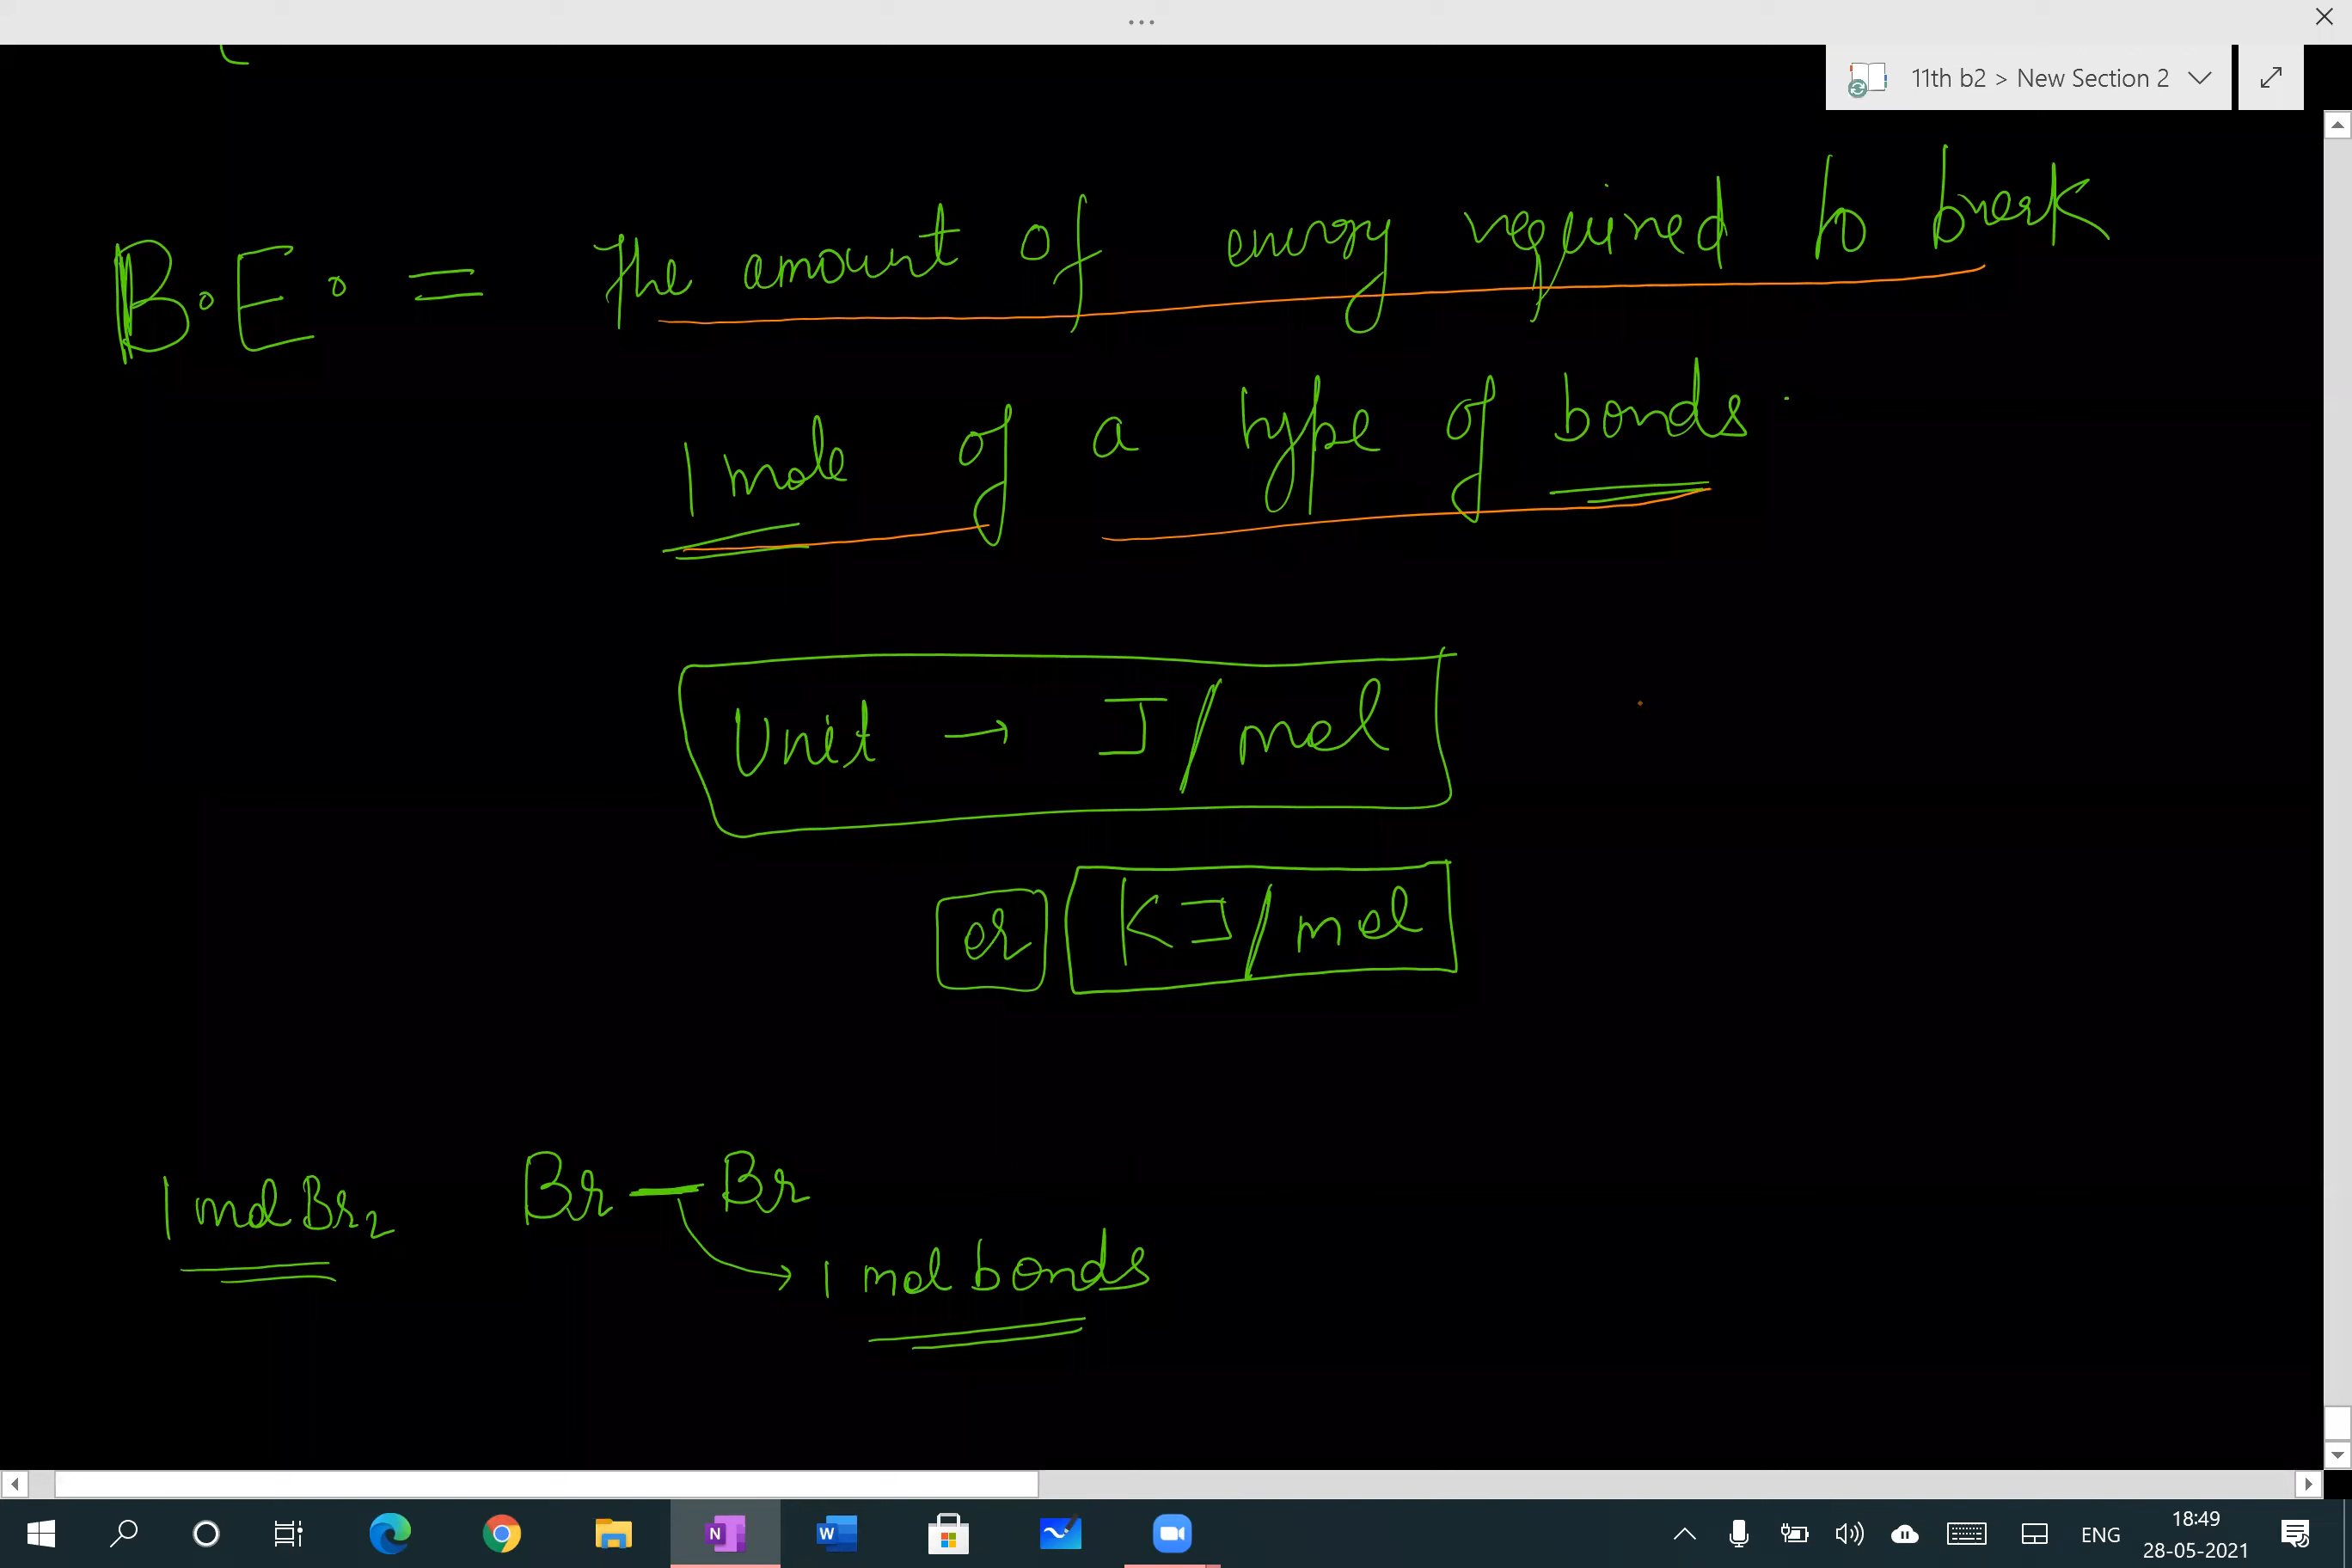 11th b2 > New Section 2
B.E. = The amount of energy required to break
1 mole of a type of bonds.
Unit → J/mol
or KJ/mol
1 mol Br2 Br — Br
1 mol bonds
ENG
18:49
28-05-2021